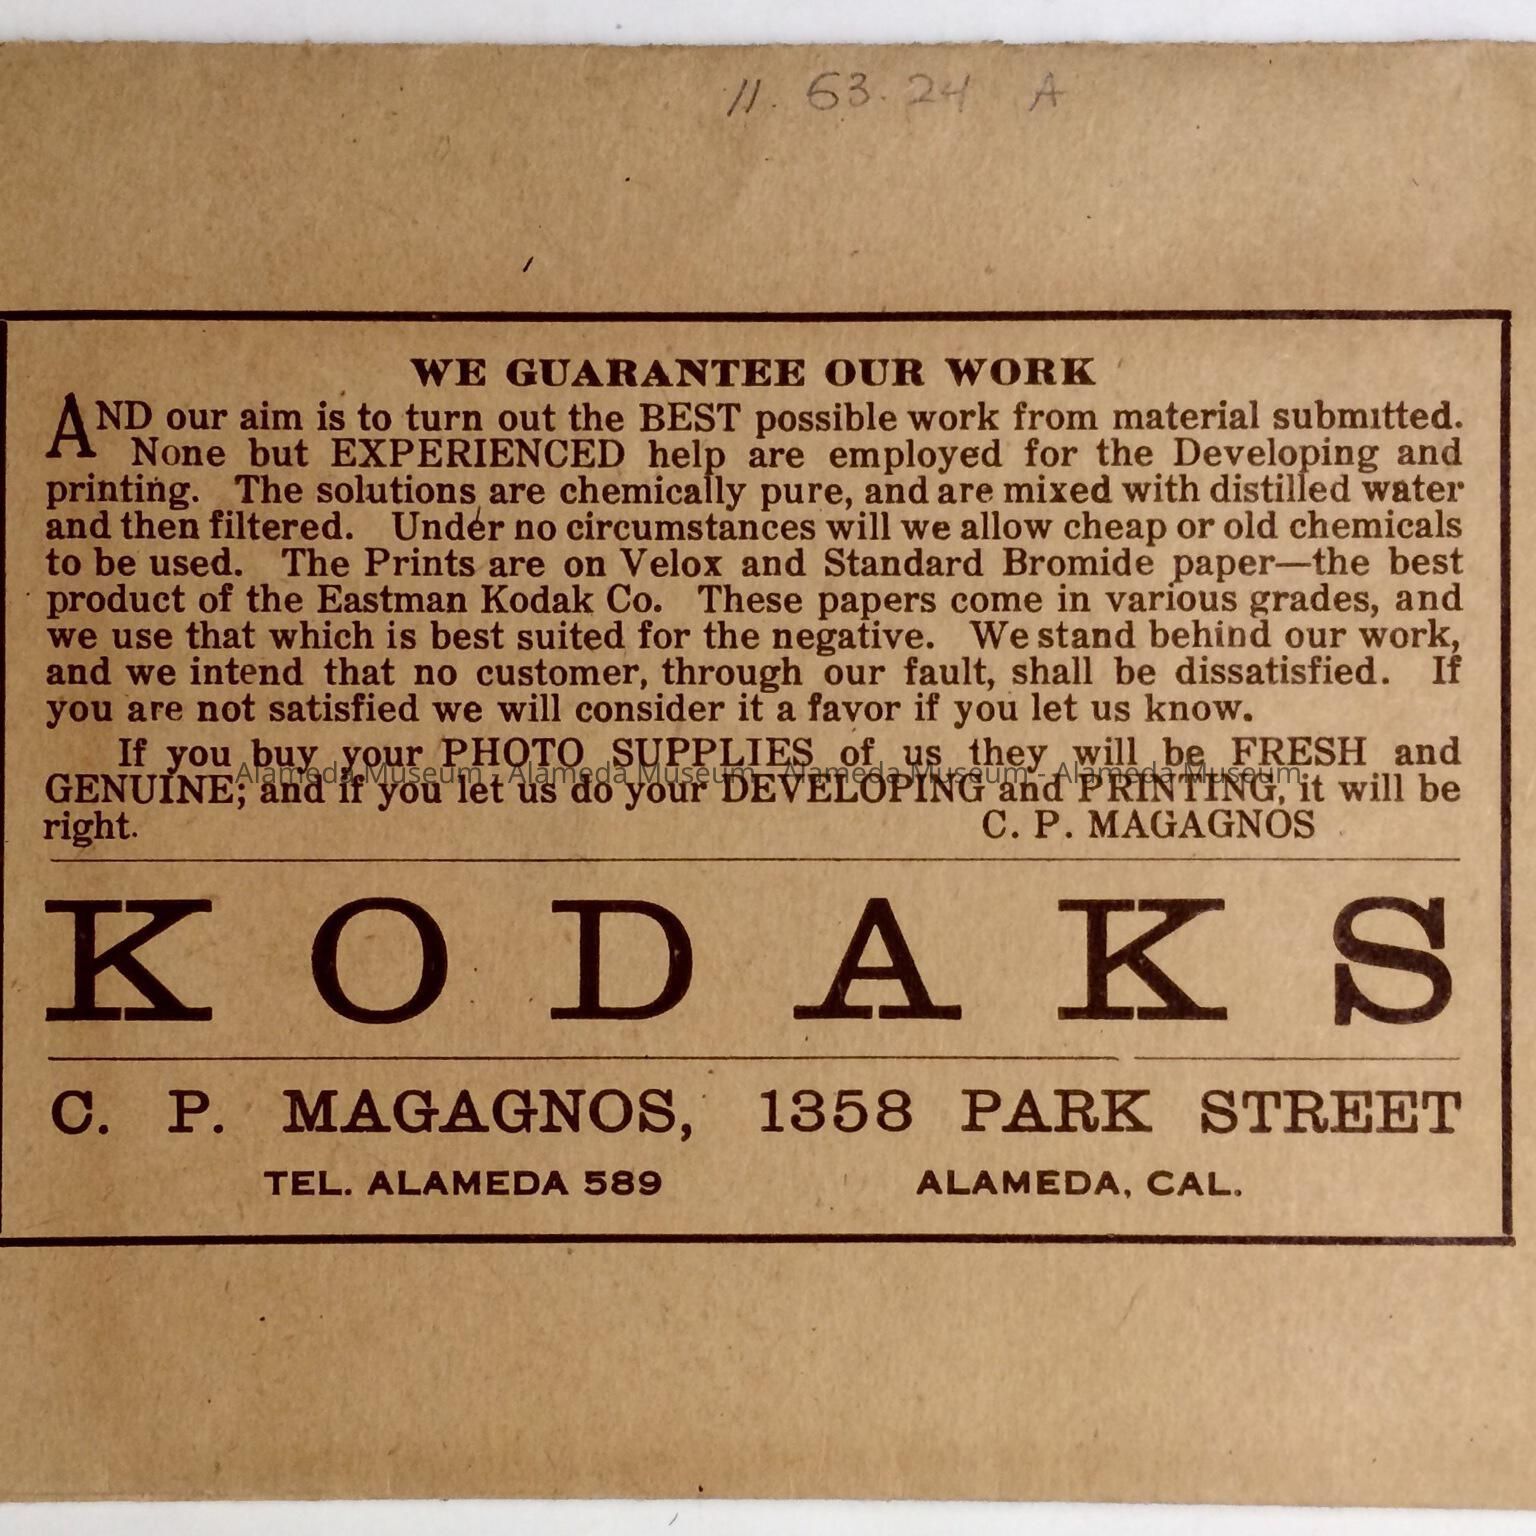 11. 63. 24 A
WE GUARANTEE OUR WORK
AND our aim is to turn out the BEST possible work from material submitted.
None but EXPERIENCED help are employed for the Developing and
printing. The solutions are chemically pure, and are mixed with distilled water
and then filtered. Under no circumstances will we allow cheap or old chemicals
to be used. The Prints are on Velox and Standard Bromide paper—the best
product of the Eastman Kodak Co. These papers come in various grades, and
we use that which is best suited for the negative. We stand behind our work,
and we intend that no customer, through our fault, shall be dissatisfied. If
you are not satisfied we will consider it a favor if you let us know.
If you buy your PHOTO SUPPLIES of us they will be FRESH and
Alameda Museum - Alameda Museum - Alameda Museum - Alameda Museum
GENUINE; and if you let us do your DEVELOPING and PRINTING, it will be
right. C. P. MAGAGNOS
KODAKS
C. P. MAGAGNOS, 1358 PARK STREET
TEL. ALAMEDA 589 ALAMEDA, CAL.